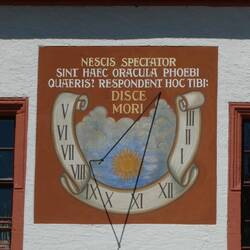 NESCIS SPECTATOR
SINT HAEC ORACULA PHOEBI
QUAERIS? RESPONDENT HOC TIBI:
DISCE
MORI
V
VI
VII
VIII
IX
X
XI
XII
I
II
III